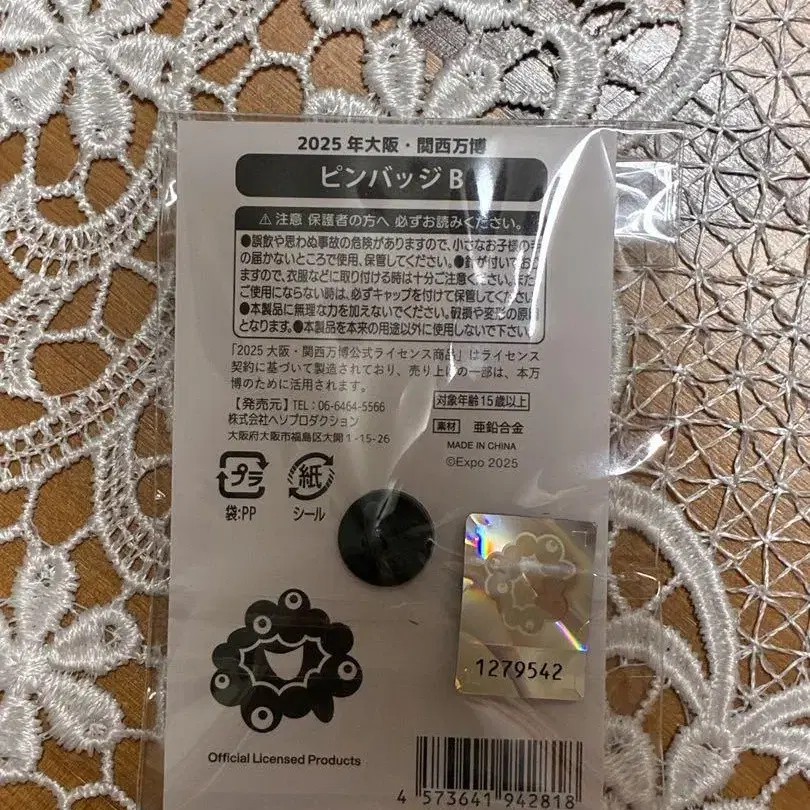 2025年大阪・関西万博
ピンバッジB
⚠注意 保護者の方へ 必ずお読みください。
●誤飲や思わぬ事故の危険がありますので、小さなお子様の手
の届かないところで使用、保管してください。●針が付いており
ますので、衣服などに取り付ける時は十分ご注意ください。また
ご使用にならない時は、必ずキャップを付けて保管してください
●本製品に無理な力を加えないでください。破損や変形の原因
となります。●本製品を本来の用途以外に使用しないで下さい。
「2025 大阪・関西万博公式ライセンス商品」はライセンス
契約に基づいて製造されており、売り上げの一部は、本万
博のために活用されます。
【発売元】TEL:06-6464-5566
株式会社ヘソプロダクション
大阪府大阪市福島区大開1-15-26
対象年齢15歳以上
素材 亜鉛合金
MADE IN CHINA
©Expo 2025
プラ
袋:PP
紙
シール
1279542
Official Licensed Products
4 573641 942818